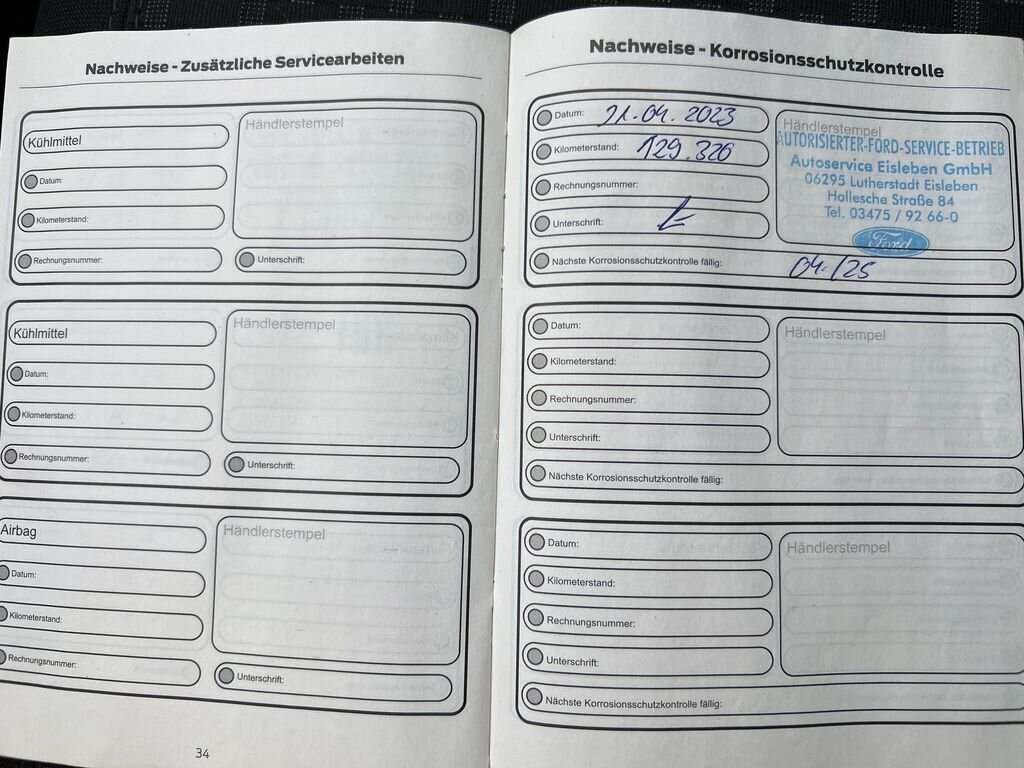 Nachweise - Zusätzliche Servicearbeiten
Kühlmittel
Händlerstempel
Datum:
Kilometerstand:
Rechnungsnummer:
Unterschrift:
Kühlmittel
Händlerstempel
Datum:
Kilometerstand:
Rechnungsnummer:
Unterschrift:
Airbag
Händlerstempel
Datum:
Kilometerstand:
Rechnungsnummer:
Unterschrift:
34
Nachweise - Korrosionsschutzkontrolle
Datum: 21.04.2023
Kilometerstand: 129.326
Rechnungsnummer:
Unterschrift:
Händlerstempel
AUTORISIERTER-FORD-SERVICE-BETRIEB
Autoservice Eisleben GmbH
06295 Lutherstadt Eisleben
Hallesche Straße 84
Tel. 03475 / 92 66-0
Ford
Nächste Korrosionsschutzkontrolle fällig: 04./25
Datum:
Händlerstempel
Kilometerstand:
Rechnungsnummer:
Unterschrift:
Nächste Korrosionsschutzkontrolle fällig:
Datum:
Händlerstempel
Kilometerstand:
Rechnungsnummer:
Unterschrift:
Nächste Korrosionsschutzkontrolle fällig: